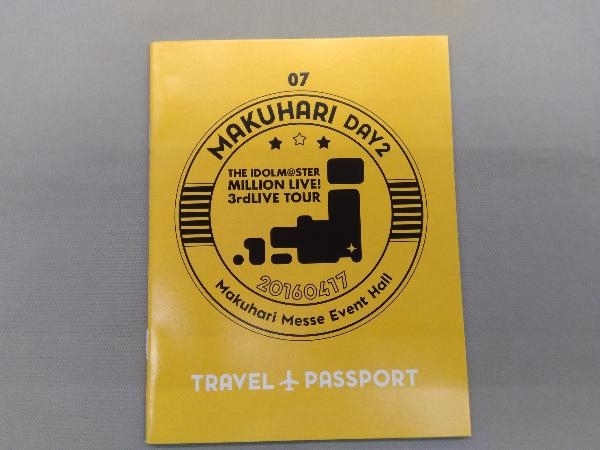 07
MAKUHARI DAY2
THE IDOLM@STER
MILLION LIVE!
3rdLIVE TOUR
20160417
Makuhari Messe Event Hall
TRAVEL PASSPORT